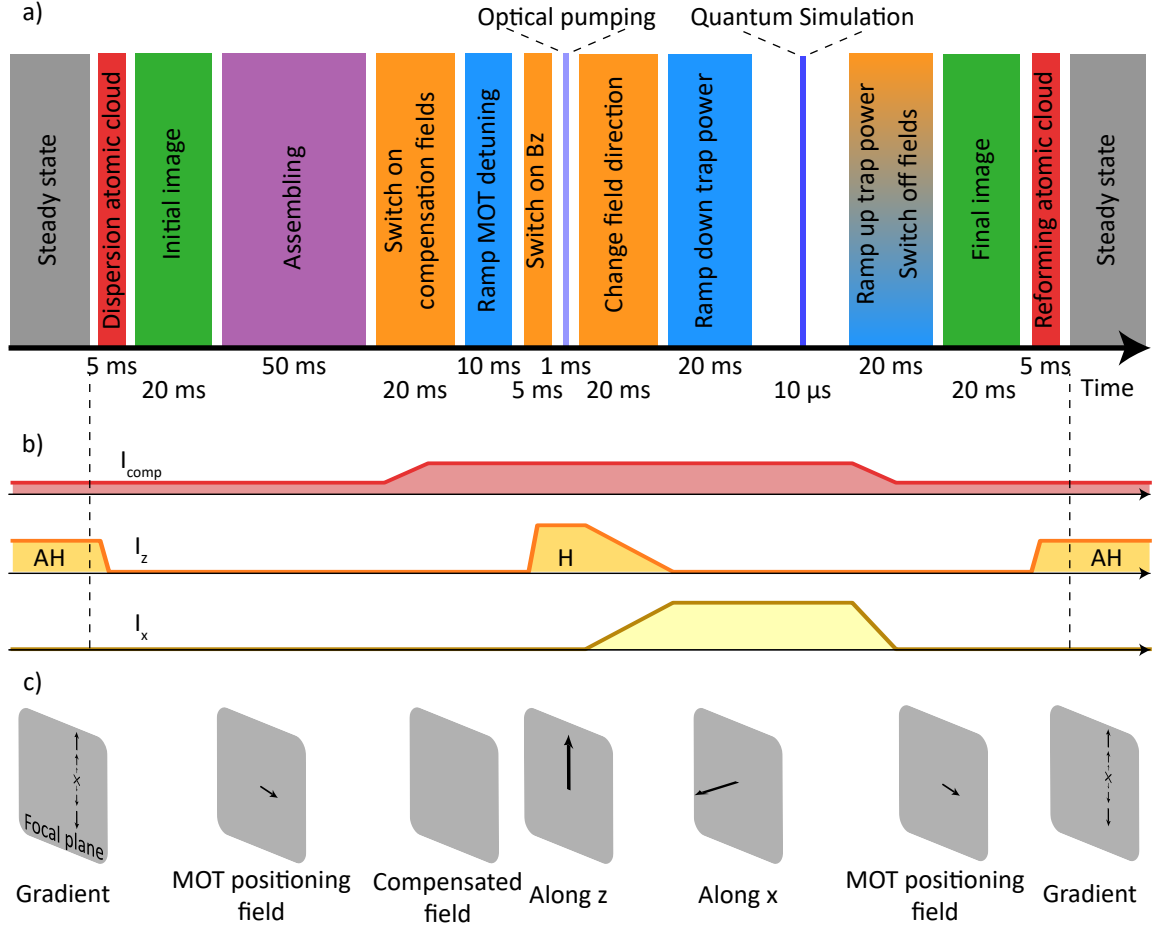 a)
Optical pumping
Quantum Simulation
Steady state
Dispersion atomic cloud
Initial image
Assembling
Switch on
compensation fields
Ramp MOT detuning
Switch on Bz
Change field direction
Ramp down trap power
Ramp up trap power
Switch off fields
Final image
Reforming atomic cloud
Steady state
5 ms
50 ms
10 ms
1 ms
20 ms
20 ms
5 ms
20 ms
20 ms
5 ms
20 ms
10 µs
20 ms
Time
b)
I_comp
I_z
AH
H
AH
I_x
c)
Focal plane
Gradient
MOT positioning
field
Compensated
field
Along z
Along x
MOT positioning
field
Gradient